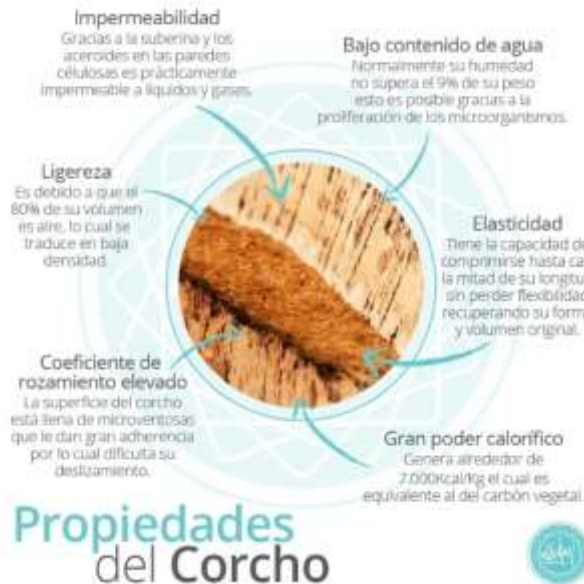 Impermeabilidad
Gracias a la suberina y los
aceroides en las paredes
célulosas es prácticamente
impermeable a líquidos y gases.
Bajo contenido de agua
Normalmente su humedad
no supera el 9% de su peso
esto es posible gracias a la
proliferación de los microorganismos.
Ligereza
Es debido a que el
80% de su volumen
es aire, lo cual se
traduce en baja
densidad.
Elasticidad
Tiene la capacidad de
comprimirse hasta cas
la mitad de su longitu
sin perder flexibilidad
recuperando su form
y volumen original.
Coeficiente de
rozamiento elevado
La superficie del corcho
está llena de microventosas
que le dan gran adherencia
por lo cual dificulta su
deslizamiento.
Gran poder calorífico
Genera alrededor de
7.000Kcal/Kg el cual es
equivalente al del carbón vegetal.
Propiedades
del Corcho